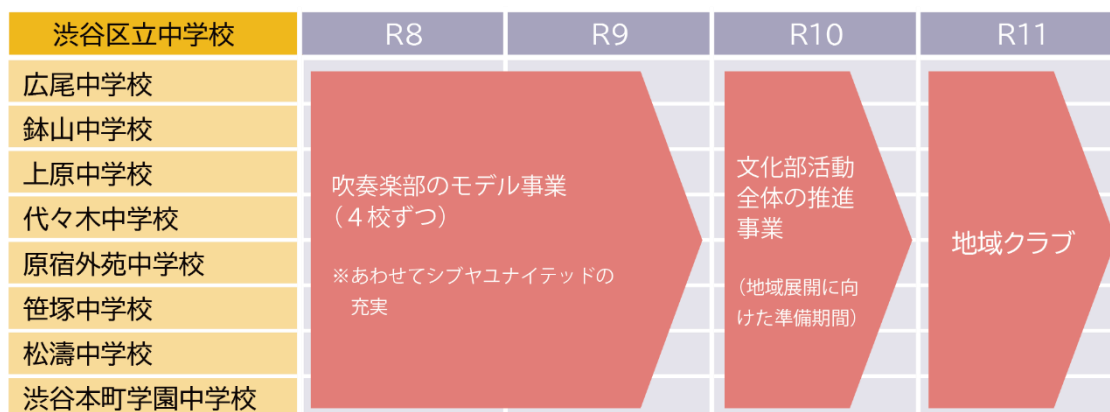 渋谷区立中学校 R8 R9 R10 R11
広尾中学校
鉢山中学校
上原中学校
代々木中学校
原宿外苑中学校
笹塚中学校
松濤中学校
渋谷本町学園中学校
吹奏楽部のモデル事業
（４校ずつ）
※あわせてシブヤユナイテッドの
充実
文化部活動
全体の推進
事業
（地域展開に向
けた準備期間）
地域クラブ